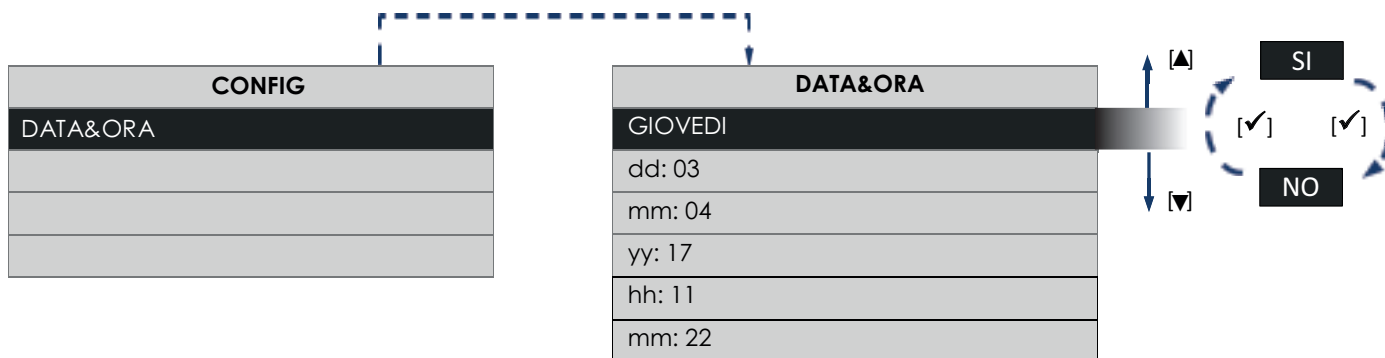 CONFIG
DATA&ORA
DATA&ORA
GIOVEDI
dd: 03
mm: 04
yy: 17
hh: 11
mm: 22
[▲]
[▼]
SI
[✓] [✓]
NO